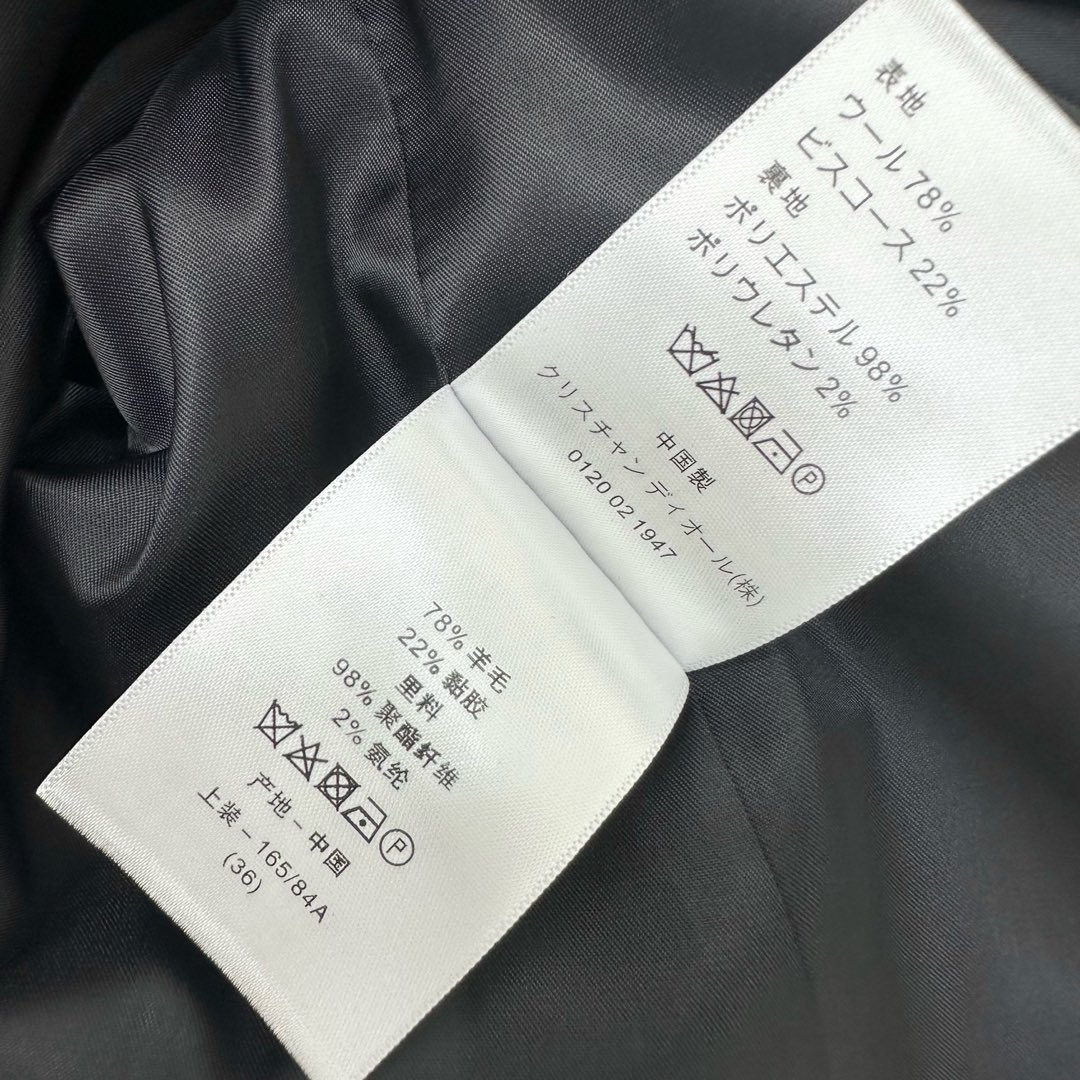 表地
ウール 78%
ビスコース 22%
裏地
ポリエステル 98%
ポリウレタン 2%
P
中国製
クリスチャン ディオール(株)
0120 02 1947
78% 羊毛
22% 黏胶
里料
98% 聚酯纤维
2% 氨纶
P
产地 – 中国
上装 – 165/84A
(36)